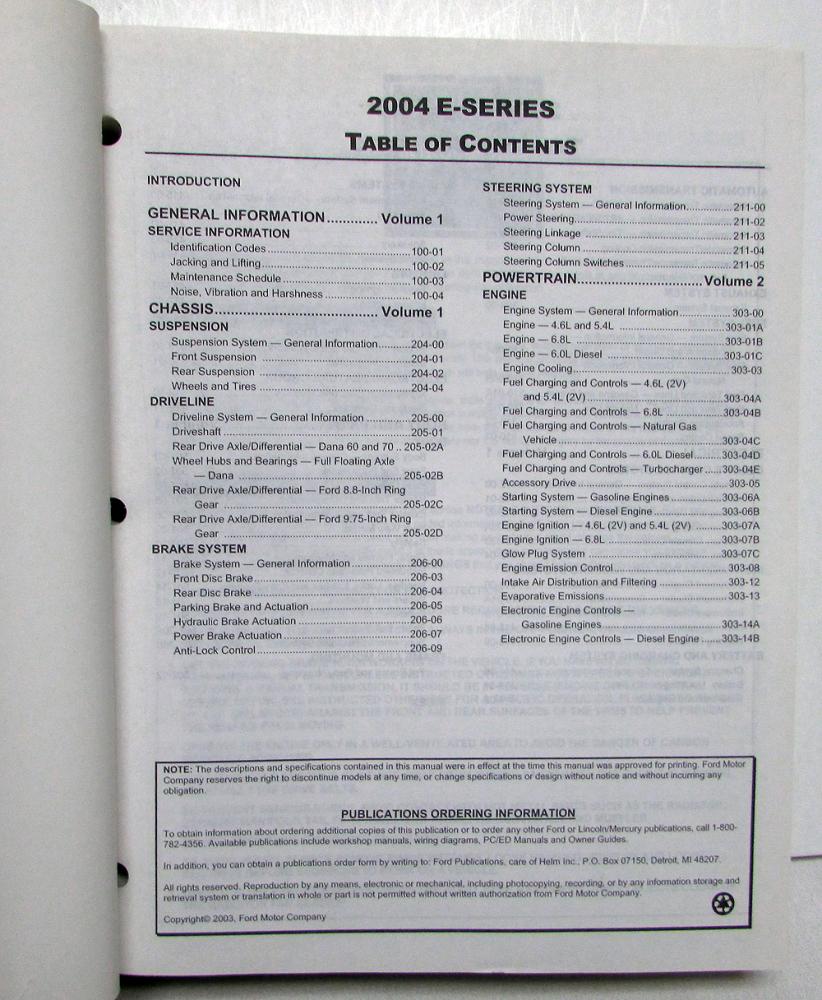 2004 E-SERIES
TABLE OF CONTENTS
INTRODUCTION
GENERAL INFORMATION............ Volume 1
SERVICE INFORMATION
Identification Codes...................................100-01
Jacking and Lifting.....................................100-02
Maintenance Schedule ..............................100-03
Noise, Vibration and Harshness ..................100-04
CHASSIS...................................... Volume 1
SUSPENSION
Suspension System — General Information.........204-00
Front Suspension .....................................204-01
Rear Suspension ......................................204-02
Wheels and Tires ......................................204-04
DRIVELINE
Driveline System — General Information ............205-00
Driveshaft ..............................................205-01
Rear Drive Axle/Differential — Dana 60 and 70 .. 205-02A
Wheel Hubs and Bearings — Full Floating Axle
— Dana ..............................................205-02B
Rear Drive Axle/Differential — Ford 8.8-Inch Ring
Gear ..................................................205-02C
Rear Drive Axle/Differential — Ford 9.75-Inch Ring
Gear ..................................................205-02D
BRAKE SYSTEM
Brake System — General Information...............206-00
Front Disc Brake.......................................206-03
Rear Disc Brake........................................206-04
Parking Brake and Actuation........................206-05
Hydraulic Brake Actuation ...........................206-06
Power Brake Actuation ...............................206-07
Anti-Lock Control......................................206-09
STEERING SYSTEM
Steering System — General Information.............211-00
Power Steering.........................................211-02
Steering Linkage .......................................211-03
Steering Column .......................................211-04
Steering Column Switches ...........................211-05
POWERTRAIN............................. Volume 2
ENGINE
Engine System — General Information...............303-00
Engine — 4.6L and 5.4L .............................303-01A
Engine — 6.8L ..........................................303-01B
Engine — 6.0L Diesel .................................303-01C
Engine Cooling..........................................303-03
Fuel Charging and Controls — 4.6L (2V)
and 5.4L (2V).......................................303-04A
Fuel Charging and Controls — 6.8L .................303-04B
Fuel Charging and Controls — Natural Gas
Vehicle...............................................303-04C
Fuel Charging and Controls — 6.0L Diesel........303-04D
Fuel Charging and Controls — Turbocharger.....303-04E
Accessory Drive........................................303-05
Starting System — Gasoline Engines................303-06A
Starting System — Diesel Engine....................303-06B
Engine Ignition — 4.6L (2V) and 5.4L (2V) ........303-07A
Engine Ignition — 6.8L ................................303-07B
Glow Plug System .....................................303-07C
Engine Emission Control..............................303-08
Intake Air Distribution and Filtering ..................303-12
Evaporative Emissions.................................303-13
Electronic Engine Controls —
Gasoline Engines...................................303-14A
Electronic Engine Controls — Diesel Engine ......303-14B
NOTE: The descriptions and specifications contained in this manual were in effect at the time this manual was approved for printing. Ford Motor
Company reserves the right to discontinue models at any time, or change specifications or design without notice and without incurring any
obligation.
PUBLICATIONS ORDERING INFORMATION
To obtain information about ordering additional copies of this publication or to order any other Ford or Lincoln/Mercury publications, call 1-800-
782-4356. Available publications include workshop manuals, wiring diagrams, PC/ED Manuals and Owner Guides.
In addition, you can obtain a publications order form by writing to: Ford Publications, care of Helm Inc., P.O. Box 07150, Detroit, MI 48207.
All rights reserved. Reproduction by any means, electronic or mechanical, including photocopying, recording, or by any information storage and
retrieval system or translation in whole or part is not permitted without written authorization from Ford Motor Company.
Copyright© 2003, Ford Motor Company